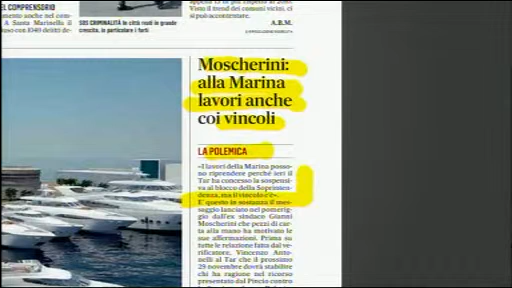 EL COMPRENSORIO
A Santa Marinella il
SOS CRIMINALITÀ In città reati in grande
crescita, in particolare i furti
Visto il trend dei comuni vicini, ci
si può accontentare.
A.B.M.
Moscherini:
alla Marina
lavori anche
coi vincoli
LA POLEMICA
«I lavori della Marina posso-
no riprendere perché ieri il
Tar ha concesso la sospensi-
va al blocco della Soprinten-
denza, ma il vincolo c'è».
E' questo in sostanza il mes-
saggio lanciato nel pomerig-
gio dall'ex sindaco Gianni
Moscherini che pezzi di car-
ta alla mano ha motivato le
sue affermazioni. Prima su
tutte le relazione fatta dal ve-
rificatore, Vincenzo Anto-
nelli al Tar che il prossimo
29 novembre dovrà stabilire
chi ha ragione nel ricorso
presentato dal Pincio contro